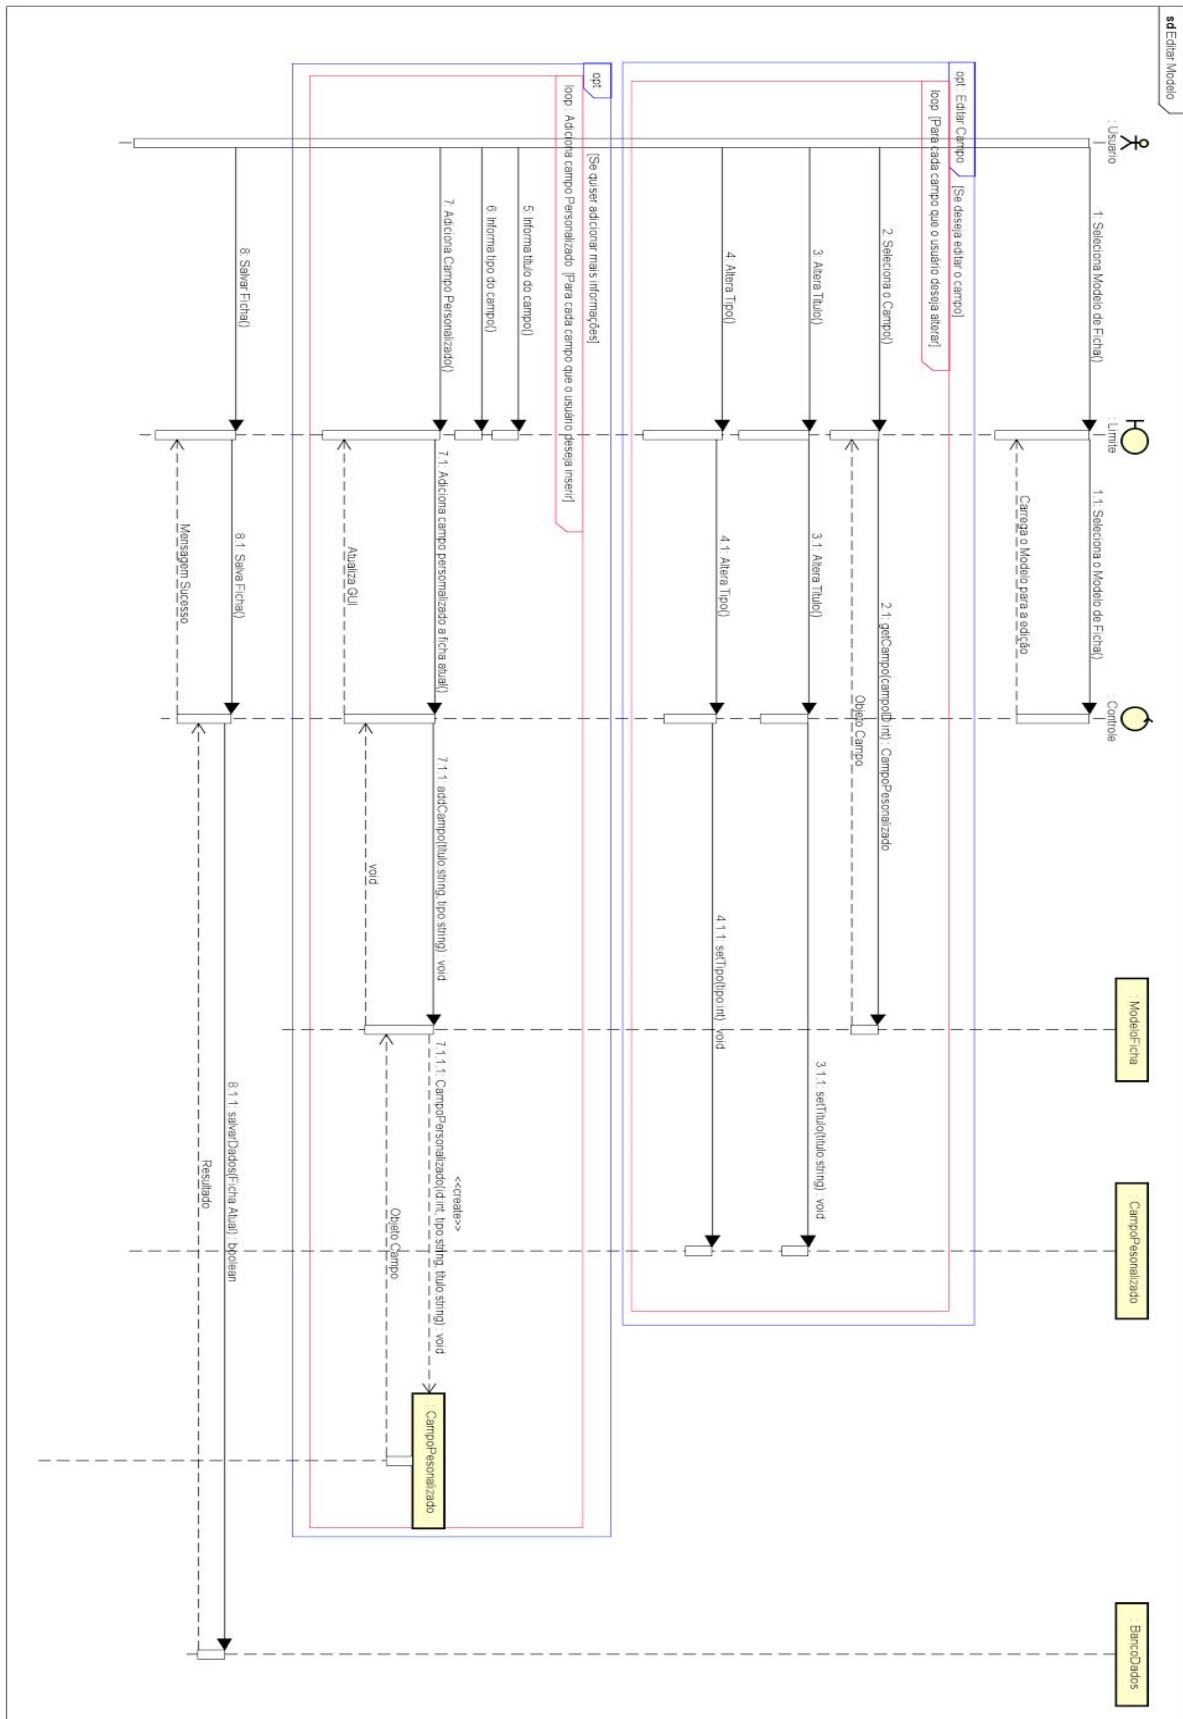 sd Editar Modelo
: Usuario
: Limite
: Controle
: ModeloFicha
: CampoPesonalizado
: BancoDados
1: Seleciona Modelo de Ficha()
1.1: Seleciona o Modelo de Ficha()
Carrega o Modelo para a edição
opt : Editar Campo
[Se deseja editar o campo]
loop [Para cada campo que o usuário deseja alterar]
2: Seleciona o Campo()
2.1: getCampo(campoID:int) : CampoPesonalizado
Objeto Campo
3: Altera Titulo()
3.1: Altera Titulo()
3.1.1: setTitulo(titulo:string) : void
4: Altera Tipo()
4.1: Altera Tipo()
4.1.1: setTipo(tipo:int) : void
opt
[Se quiser adicionar mais informações]
loop : Adiciona campo Personalizado [Para cada campo que o usuário deseja inserir]
5: Informa titulo do campo()
6: Informa tipo do campo()
7: Adiciona Campo Personalizado()
7.1: Adiciona campo persomalizado a ficha atual()
7.1.1: addCampo(titulo:string, tipo:string) : void
<<create>>
7.1.1.1: CampoPersonalizado(id:int, tipo:string, titulo:string) : void
: CampoPesonalizado
Objeto Campo
void
Atualiza GUI
8: Salvar Ficha()
8.1: Salva Ficha()
8.1.1: salvarDados(Ficha Atual) : boolean
Resultado
Mensagem Sucesso